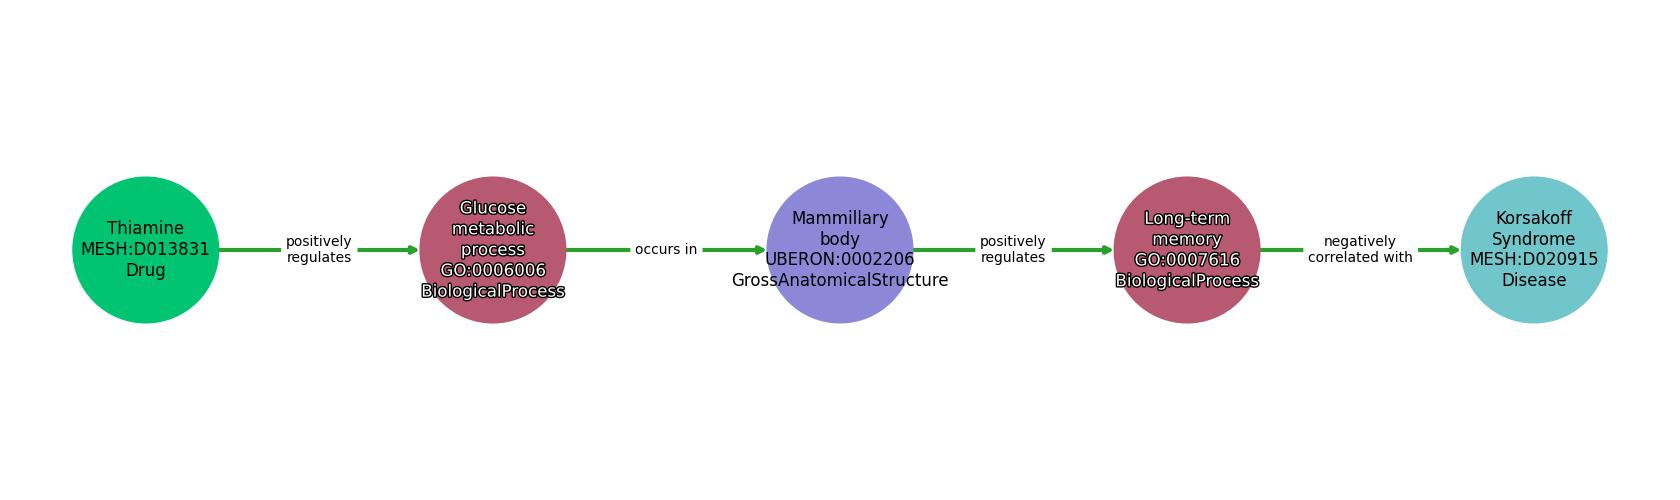 Thiamine
MESH:D013831
Drug
positively
regulates
Glucose
metabolic
process
GO:0006006
BiologicalProcess
occurs in
Mammillary
body
UBERON:0002206
GrossAnatomicalStructure
positively
regulates
Long-term
memory
GO:0007616
BiologicalProcess
negatively
correlated with
Korsakoff
Syndrome
MESH:D020915
Disease